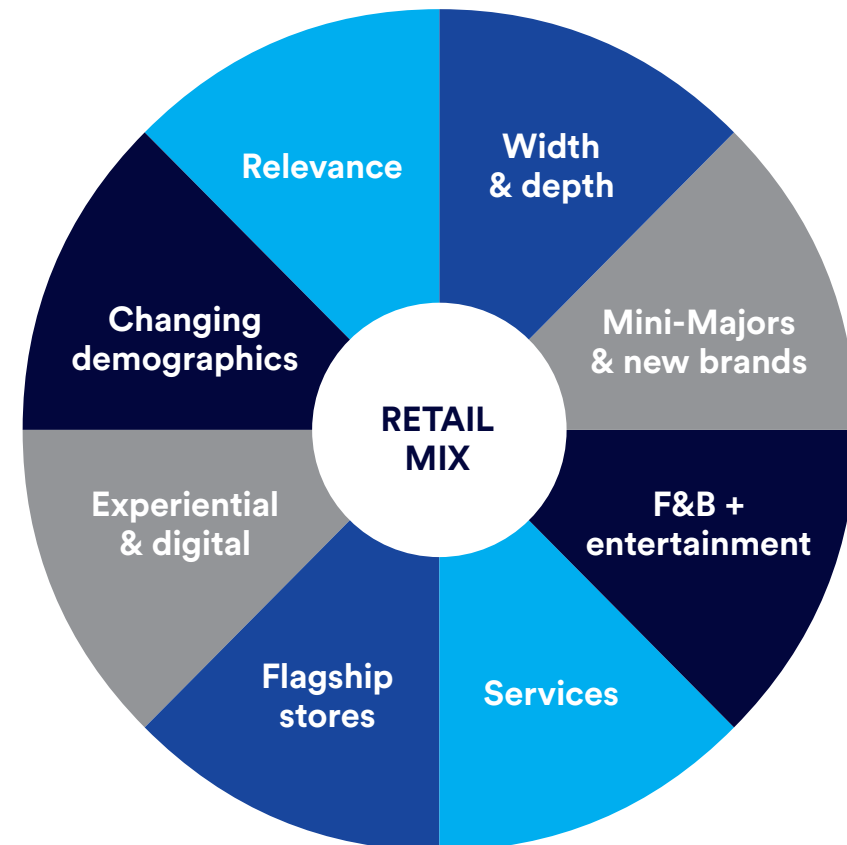 Relevance
Width
& depth
Mini-Majors
& new brands
F&B +
entertainment
Services
Flagship
stores
Experiential
& digital
Changing
demographics
RETAIL
MIX